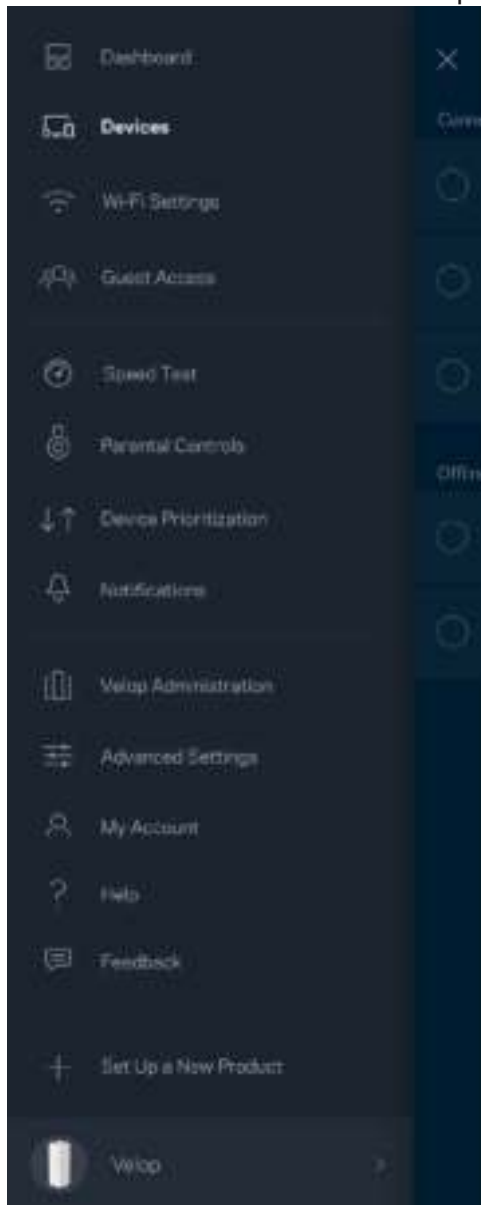 Dashboard
Devices
Wi-Fi Settings
Guest Access
Speed Test
Parental Controls
Device Prioritization
Notifications
Velop Administration
Advanced Settings
My Account
Help
Feedback
Set Up a New Product
Velop